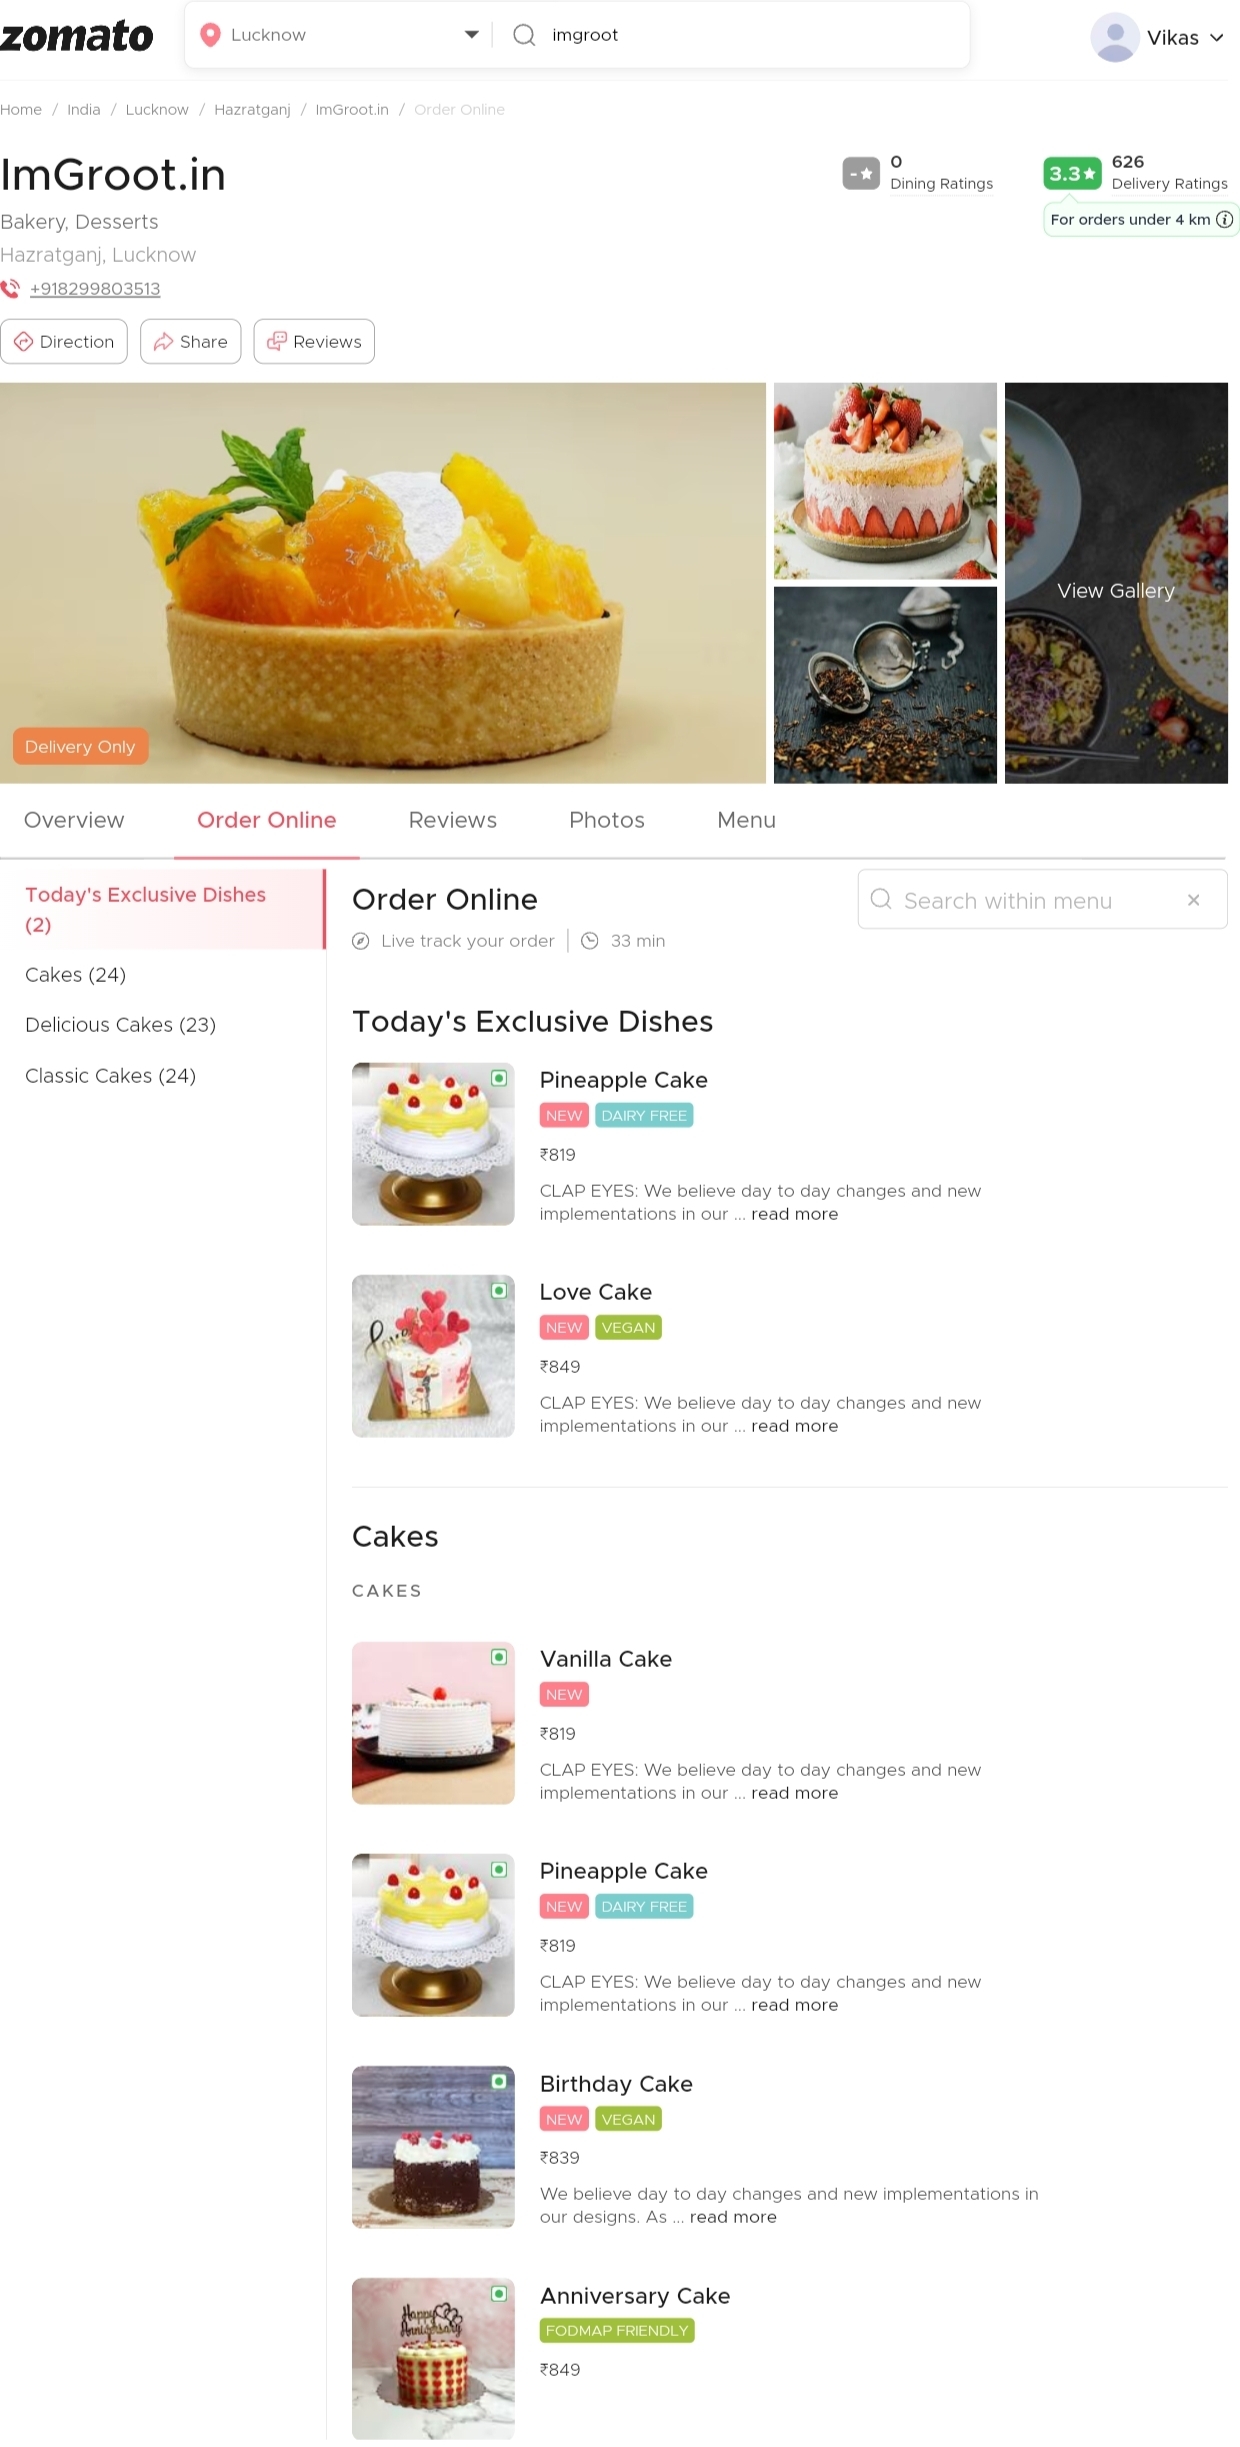 zomato
Lucknow
imgroot
Vikas
Home / India / Lucknow / Hazratganj / ImGroot.in / Order Online
ImGroot.in
- ★
0
Dining Ratings
3.3★
626
Delivery Ratings
For orders under 4 km
Bakery, Desserts
Hazratganj, Lucknow
+918299803513
Direction
Share
Reviews
View Gallery
Delivery Only
Overview
Order Online
Reviews
Photos
Menu
Today's Exclusive Dishes
(2)
Cakes (24)
Delicious Cakes (23)
Classic Cakes (24)
Order Online
Search within menu
Live track your order
33 min
Today's Exclusive Dishes
Pineapple Cake
NEW
DAIRY FREE
₹819
CLAP EYES: We believe day to day changes and new
implementations in our ... read more
love
Love Cake
NEW
VEGAN
₹849
CLAP EYES: We believe day to day changes and new
implementations in our ... read more
Cakes
CAKES
Vanilla Cake
NEW
₹819
CLAP EYES: We believe day to day changes and new
implementations in our ... read more
Pineapple Cake
NEW
DAIRY FREE
₹819
CLAP EYES: We believe day to day changes and new
implementations in our ... read more
Birthday Cake
NEW
VEGAN
₹839
We believe day to day changes and new implementations in
our designs. As ... read more
Happy
Anniversary
Anniversary Cake
FODMAP FRIENDLY
₹849